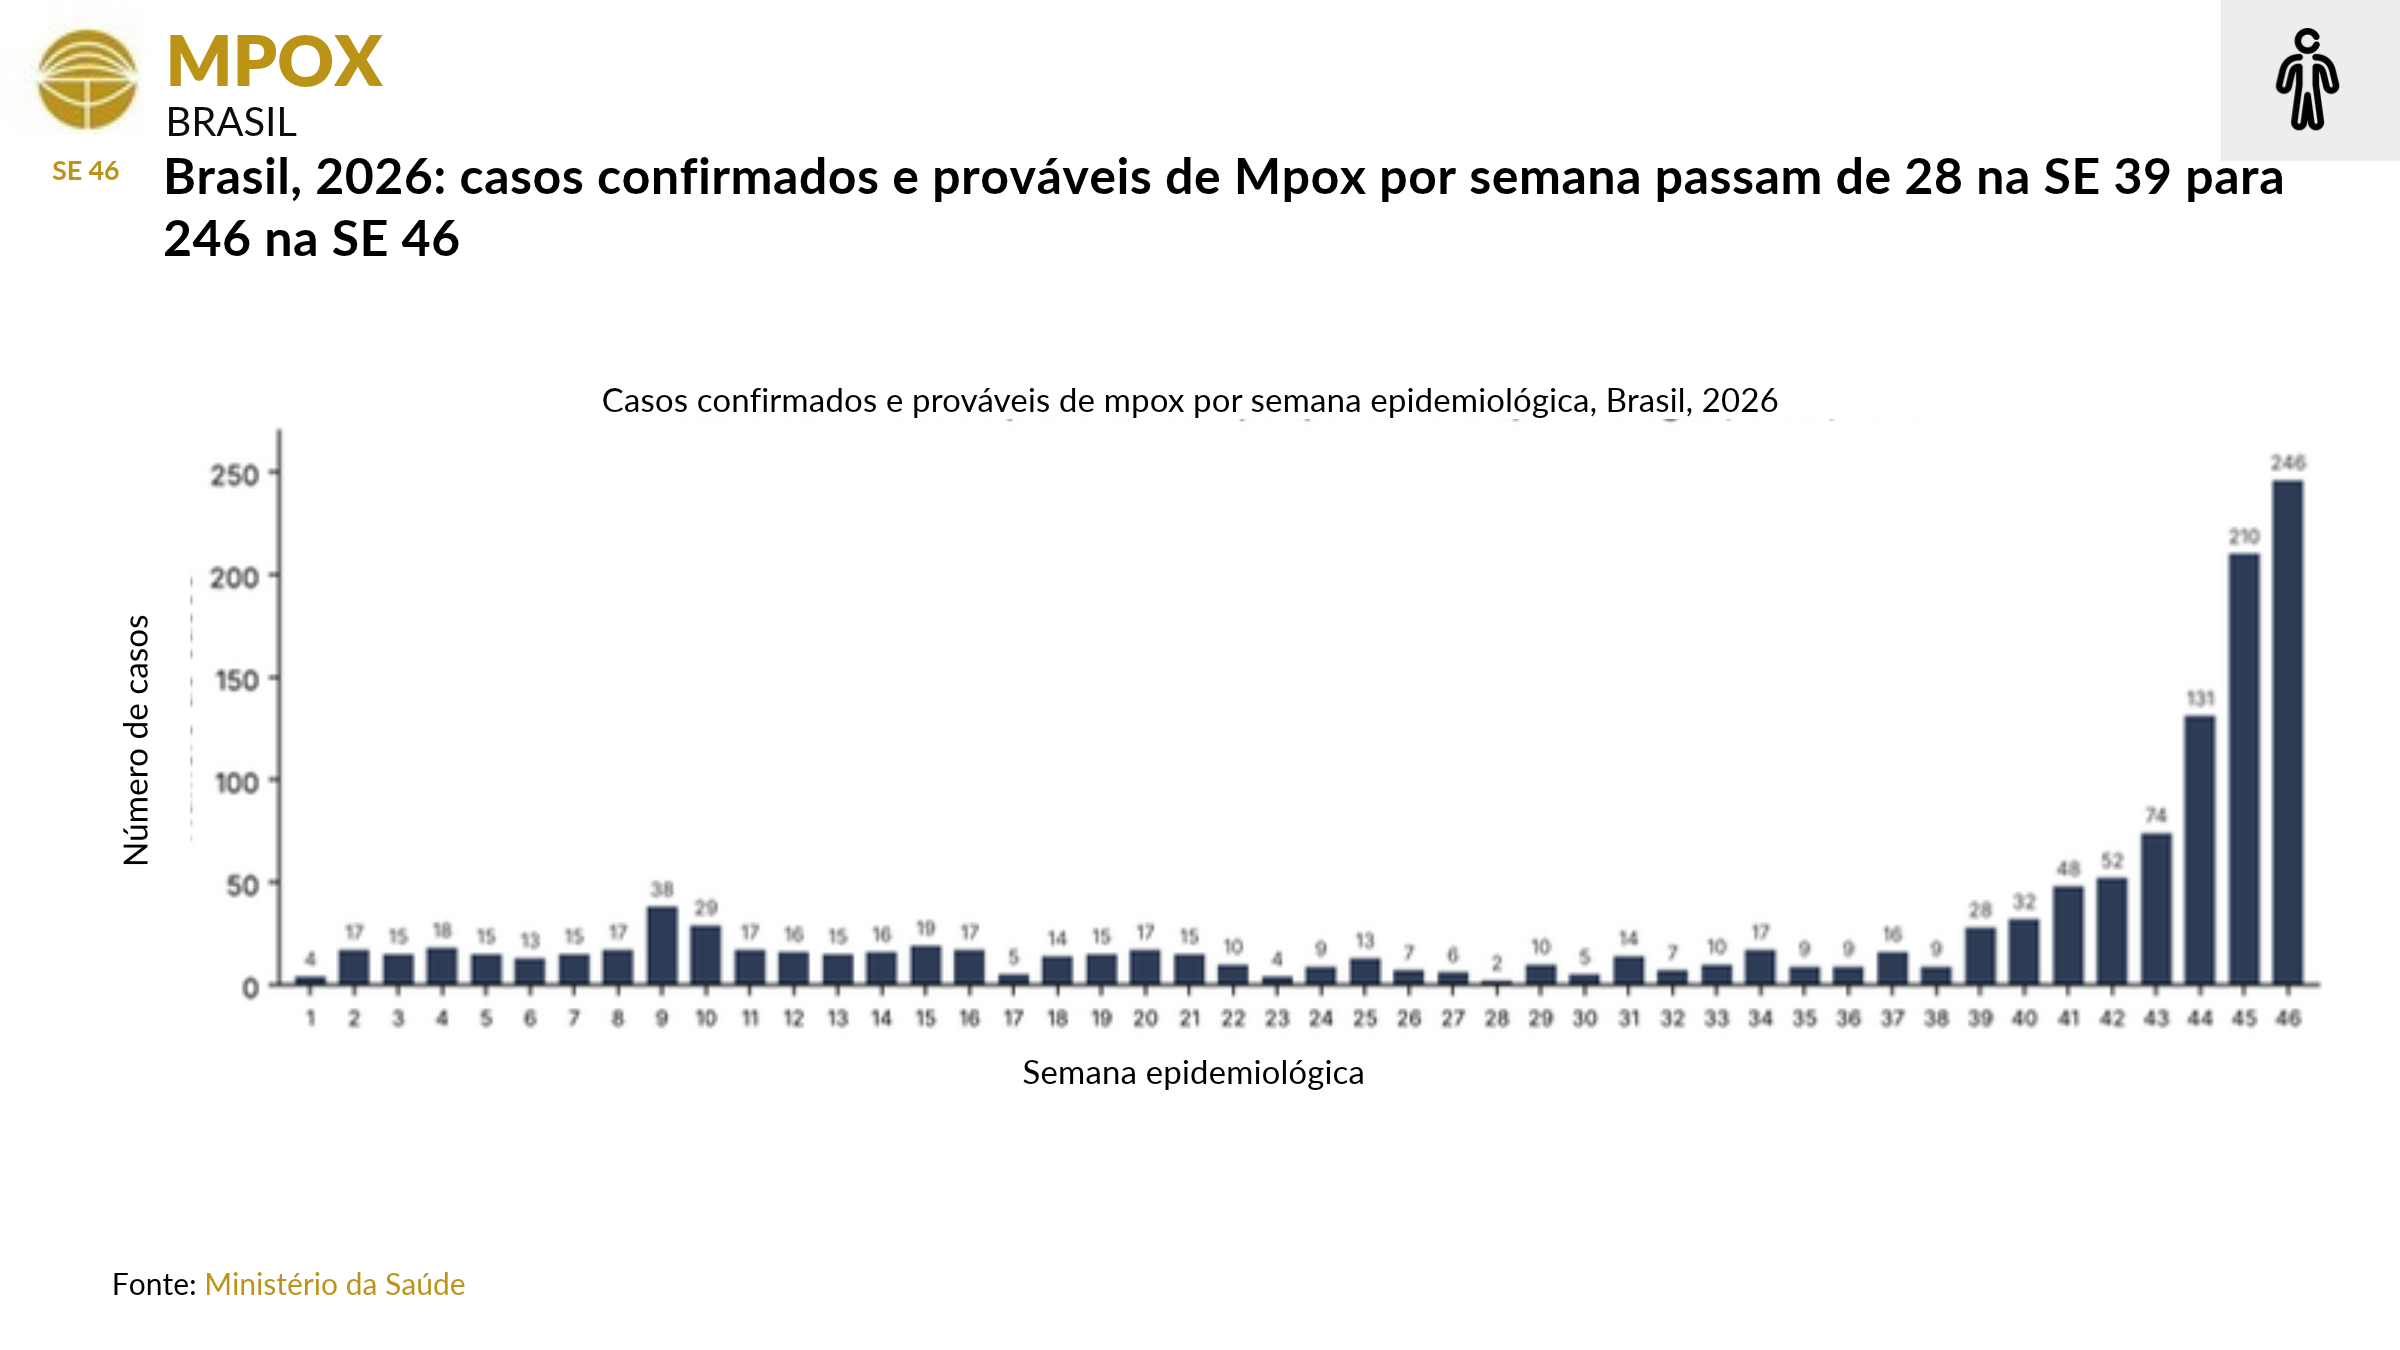 MPOX
BRASIL
SE 46
Brasil, 2026: casos confirmados e prováveis de Mpox por semana passam de 28 na SE 39 para
246 na SE 46
Casos confirmados e prováveis de mpox por semana epidemiológica, Brasil, 2026
Número de casos
250
200
150
100
50
0
4 17 15 18 15 13 15 17 38 29 17 16 15 16 19 17 5 14 15 17 15 10 4 9 13 7 6 2 10 5 14 7 10 17 9 9 16 9 28 32 48 52 74 131 210 246
1 2 3 4 5 6 7 8 9 10 11 12 13 14 15 16 17 18 19 20 21 22 23 24 25 26 27 28 29 30 31 32 33 34 35 36 37 38 39 40 41 42 43 44 45 46
Semana epidemiológica
Fonte: Ministério da Saúde